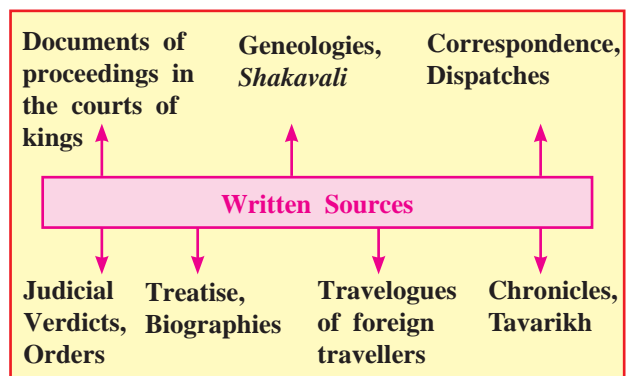 Documents of
proceedings in
the courts of
kings
Geneologies,
Shakavali
Correspondence,
Dispatches
Written Sources
Judicial
Verdicts,
Orders
Treatise,
Biographies
Travelogues
of foreign
travellers
Chronicles,
Tavarikh